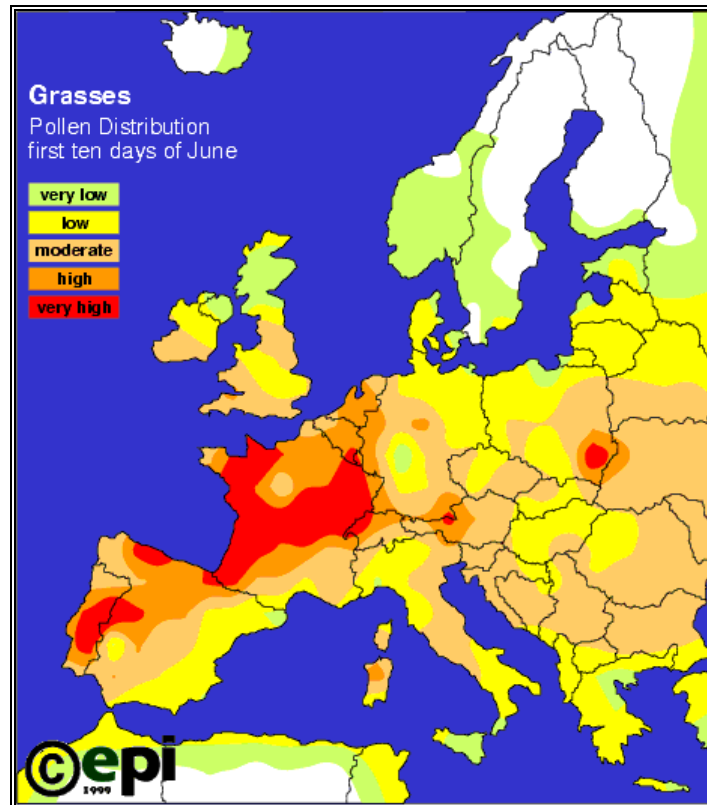 Grasses
Pollen Distribution
first ten days of June
very low
low
moderate
high
very high
©epi
1999